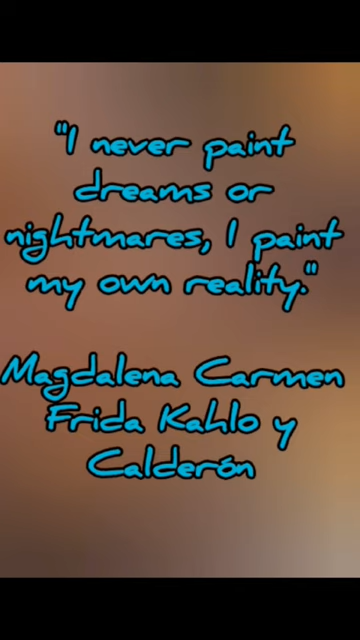 "I never paint
dreams or
nightmares, I paint
my own reality."
Magdalena Carmen
Frida Kahlo y
Calderón